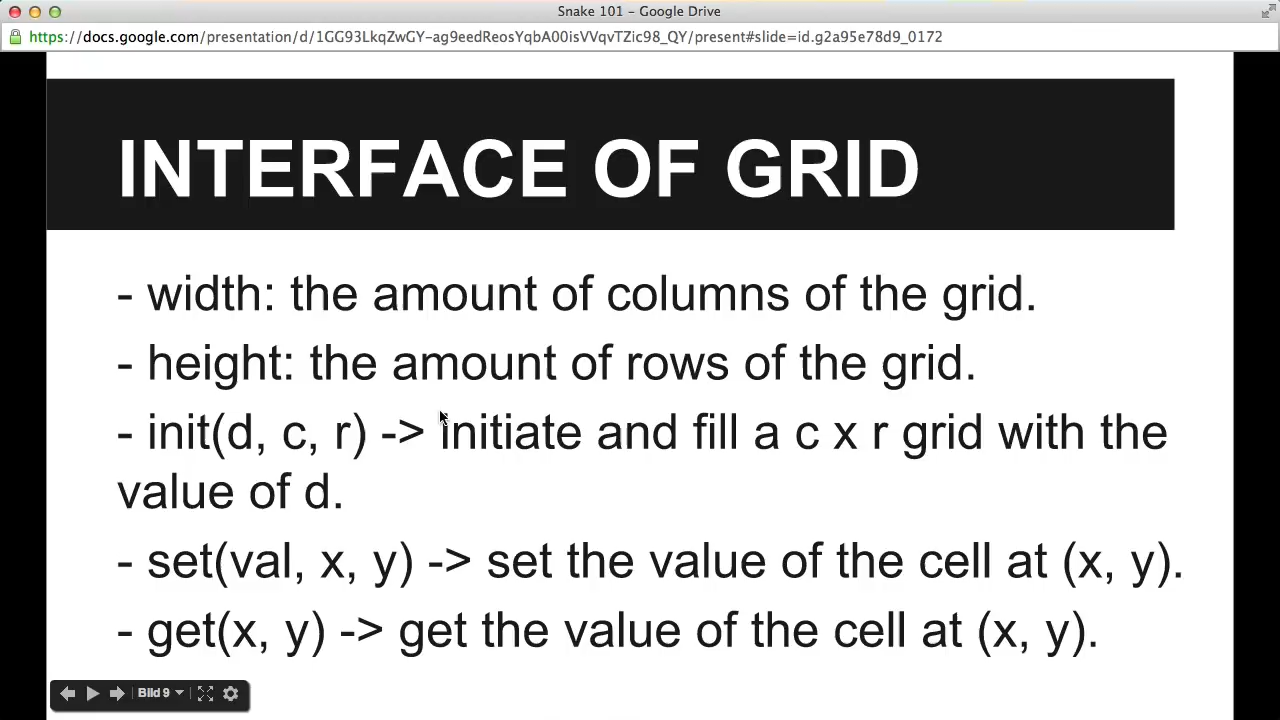 Snake 101 – Google Drive
https://docs.google.com/presentation/d/1GG93LkqZwGY-ag9eedReosYqbA00isVVqvTZic98_QY/present#slide=id.g2a95e78d9_0172
INTERFACE OF GRID
- width: the amount of columns of the grid.
- height: the amount of rows of the grid.
- init(d, c, r) -> initiate and fill a c x r grid with the
value of d.
- set(val, x, y) -> set the value of the cell at (x, y).
- get(x, y) -> get the value of the cell at (x, y).
Bild 9